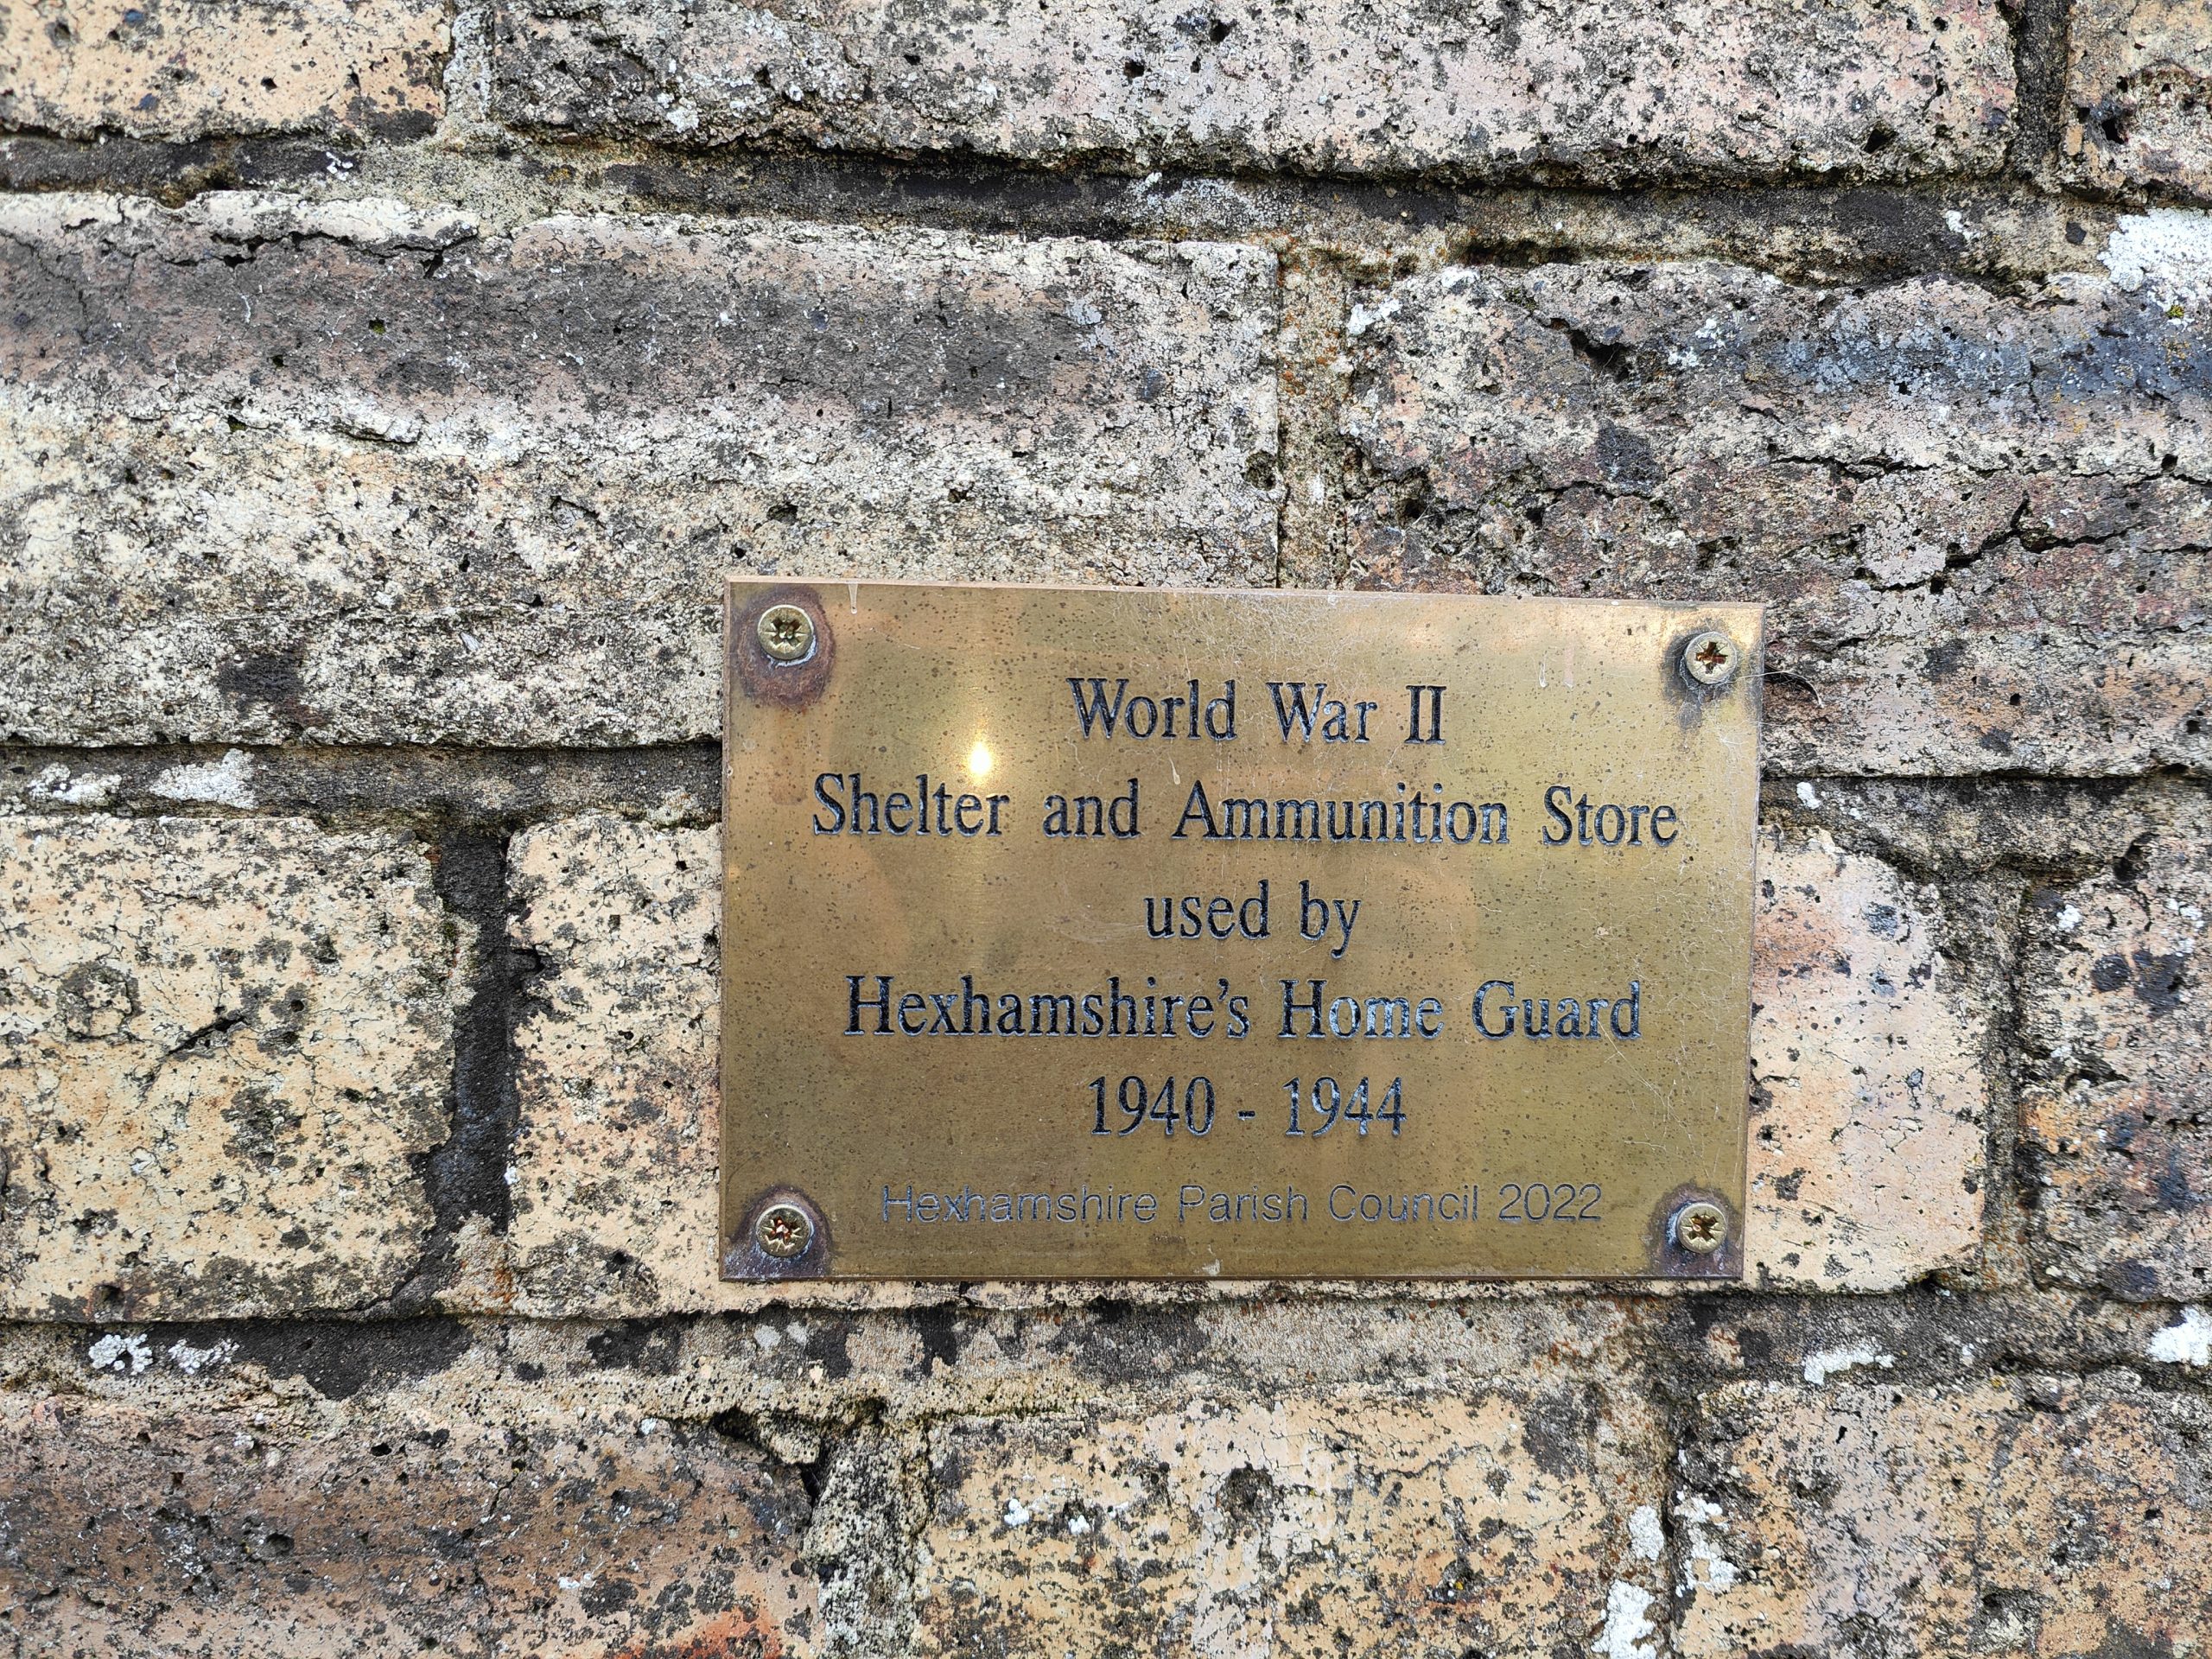 World War II
Shelter and Ammunition Store
used by
Hexhamshire's Home Guard
1940 - 1944
Hexhamshire Parish Council 2022